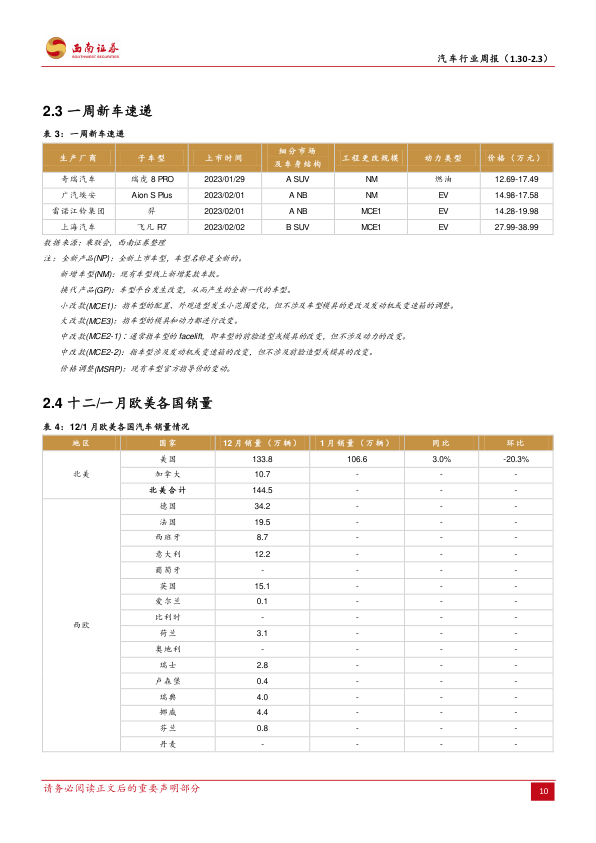 西南证券
SOUTHWEST SECURITIES
汽车行业周报（1.30-2.3）
2.3 一周新车速递
表 3：一周新车速递
生产厂商 子车型 上市时间 细分市场及车身结构 工程更改规模 动力类型 价格（万元）
奇瑞汽车 瑞虎 8 PRO 2023/01/29 A SUV NM 燃油 12.69-17.49
广汽埃安 Aion S Plus 2023/02/01 A NB NM EV 14.98-17.58
雷诺江铃集团 羿 2023/02/01 A NB MCE1 EV 14.28-19.98
上海汽车 飞凡 R7 2023/02/02 B SUV MCE1 EV 27.99-38.99
数据来源：乘联会，西南证券整理
注：全新产品(NP)：全新上市车型，车型名称是全新的。
新增车型(NM)：现有车型线上新增某款车款。
换代产品(GP)：车型平台发生改变，从而产生的全新一代的车型。
小改款(MCE1)：指车型的配置、外观造型发生小范围变化，但不涉及车型模具的更改及发动机或变速箱的调整。
大改款(MCE3)：指车型的模具和动力都进行改变。
中改款(MCE2-1)：通常指车型的 facelift，即车型的前脸造型或模具的改变，但不涉及动力的改变。
中改款(MCE2-2)：指车型涉及发动机或变速箱的改变，但不涉及前脸造型或模具的改变。
价格调整(MSRP)：现有车型官方指导价的变动。
2.4 十二/一月欧美各国销量
表 4：12/1 月欧美各国汽车销量情况
地区 国家 12 月销量（万辆） 1 月销量（万辆） 同比 环比
北美 美国 133.8 106.6 3.0% -20.3%
加拿大 10.7 - - -
北美合计 144.5 - - -
西欧 德国 34.2 - - -
法国 19.5 - - -
西班牙 8.7 - - -
意大利 12.2 - - -
葡萄牙 - - - -
英国 15.1 - - -
爱尔兰 0.1 - - -
比利时 - - - -
荷兰 3.1 - - -
奥地利 - - - -
瑞士 2.8 - - -
卢森堡 0.4 - - -
瑞典 4.0 - - -
挪威 4.4 - - -
芬兰 0.8 - - -
丹麦 - - - -
请务必阅读正文后的重要声明部分
10